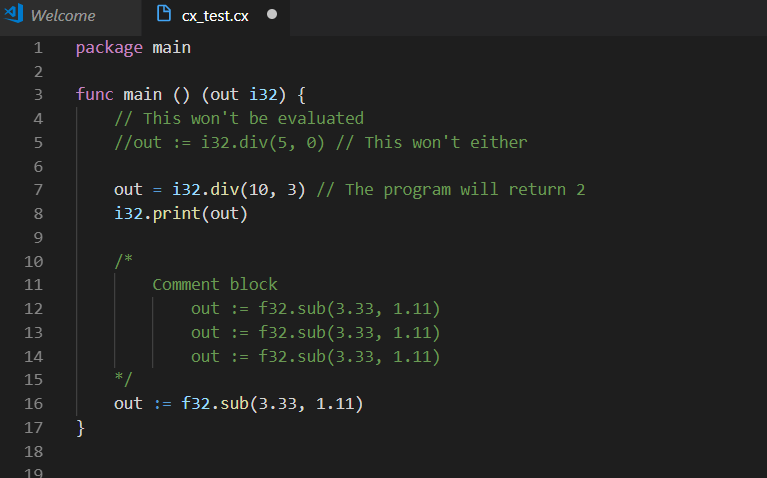 Welcome cx_test.cx
1 package main
2
3 func main () (out i32) {
4 // This won't be evaluated
5 //out := i32.div(5, 0) // This won't either
6
7 out = i32.div(10, 3) // The program will return 2
8 i32.print(out)
9
10 /*
11 Comment block
12 out := f32.sub(3.33, 1.11)
13 out := f32.sub(3.33, 1.11)
14 out := f32.sub(3.33, 1.11)
15 */
16 out := f32.sub(3.33, 1.11)
17 }
18
19